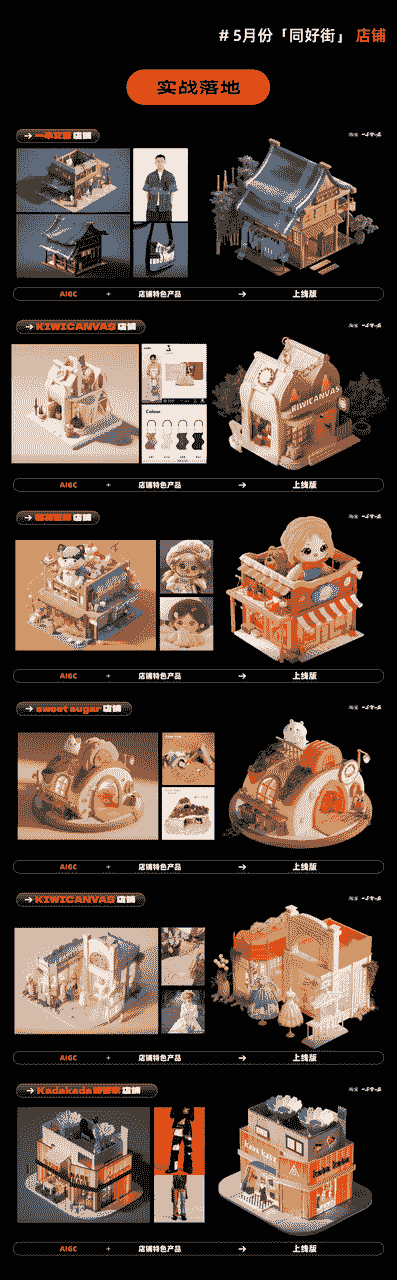 # 5月份「同好街」 店铺
实战落地
→ 店铺
AIGC + 店铺特色产品 → 上线版
→ KIWICANVAS 店铺
Colour
KIWICANVAS
AIGC + 店铺特色产品 → 上线版
→ 店铺
AIGC + 店铺特色产品 → 上线版
→ sweet sugar 店铺
AIGC + 店铺特色产品 → 上线版
→ KIWICANVAS 店铺
AIGC + 店铺特色产品 → 上线版
→ Kadakada 店铺
kada kada
AIGC + 店铺特色产品 → 上线版